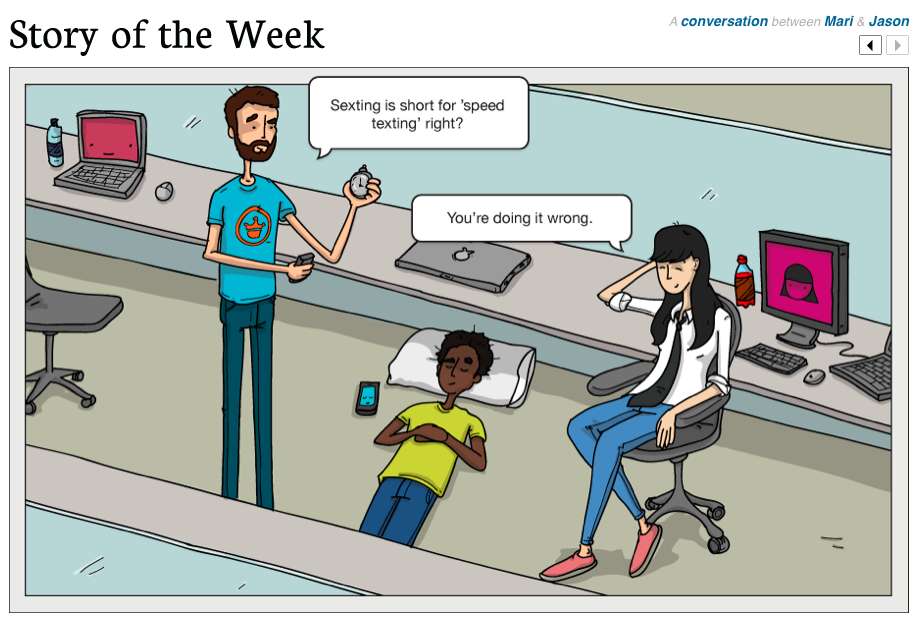 Story of the Week
A conversation between Mari & Jason
Sexting is short for 'speed
texting' right?
You're doing it wrong.